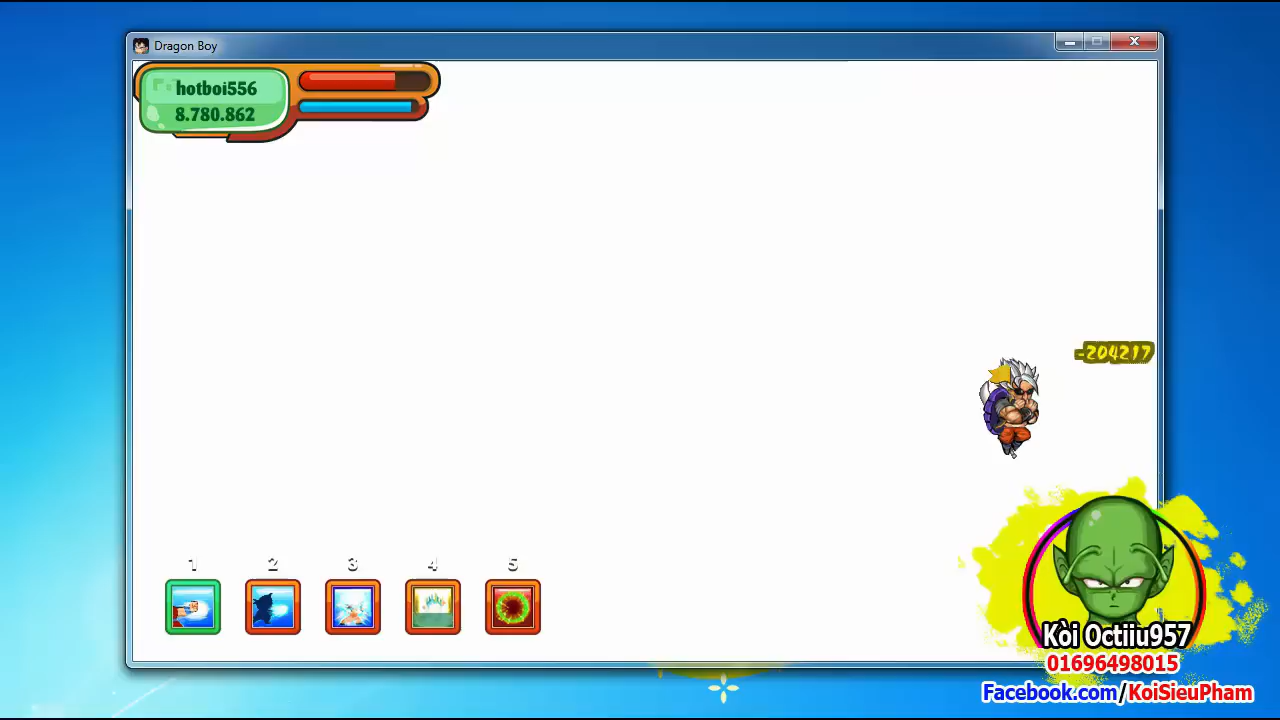 Dragon Boy
hotboi556
8.780.862
-204217
1 2 3 4 5
Kòi Octiiu957
01696498015
Facebook.com/KoiSieuPham